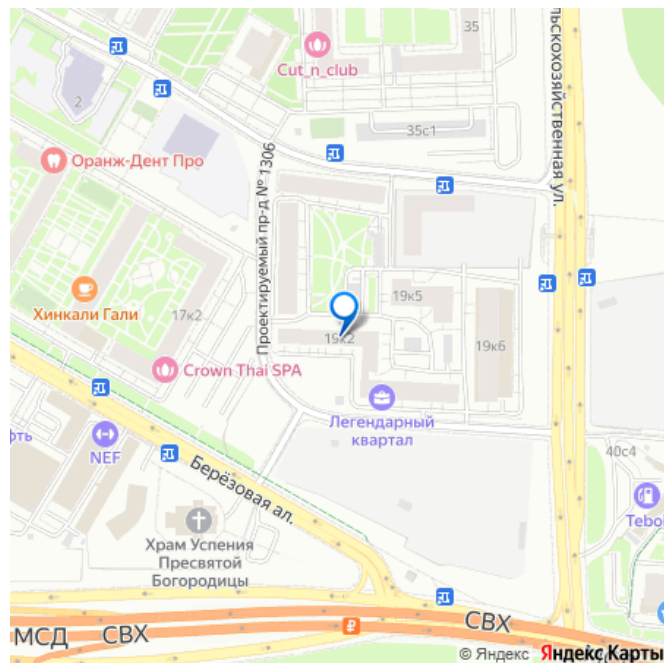 35
Cut_n_club
льскохозяйственная ул.
2
35с1
Оранж-Дент Про
Проектируемый пр-д № 1306
Хинкали Гали
17к2
19к5
19к2
19к6
Crown Thai SPA
Легендарный
квартал
фть
NEF
40с4
Берёзовая ал.
Tebo
Храм Успения
Пресвятой
Богородицы
МСД
СВХ
СВХ
© Яндекс
Яндекс Карты